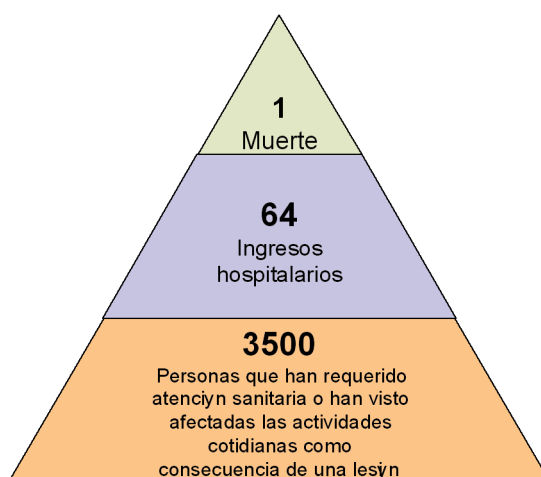 1
Muerte
64
Ingresos
hospitalarios
3500
Personas que han requerido
atenciyn sanitaria o han visto
afectadas las actividades
cotidianas como
consecuencia de una lesiyn